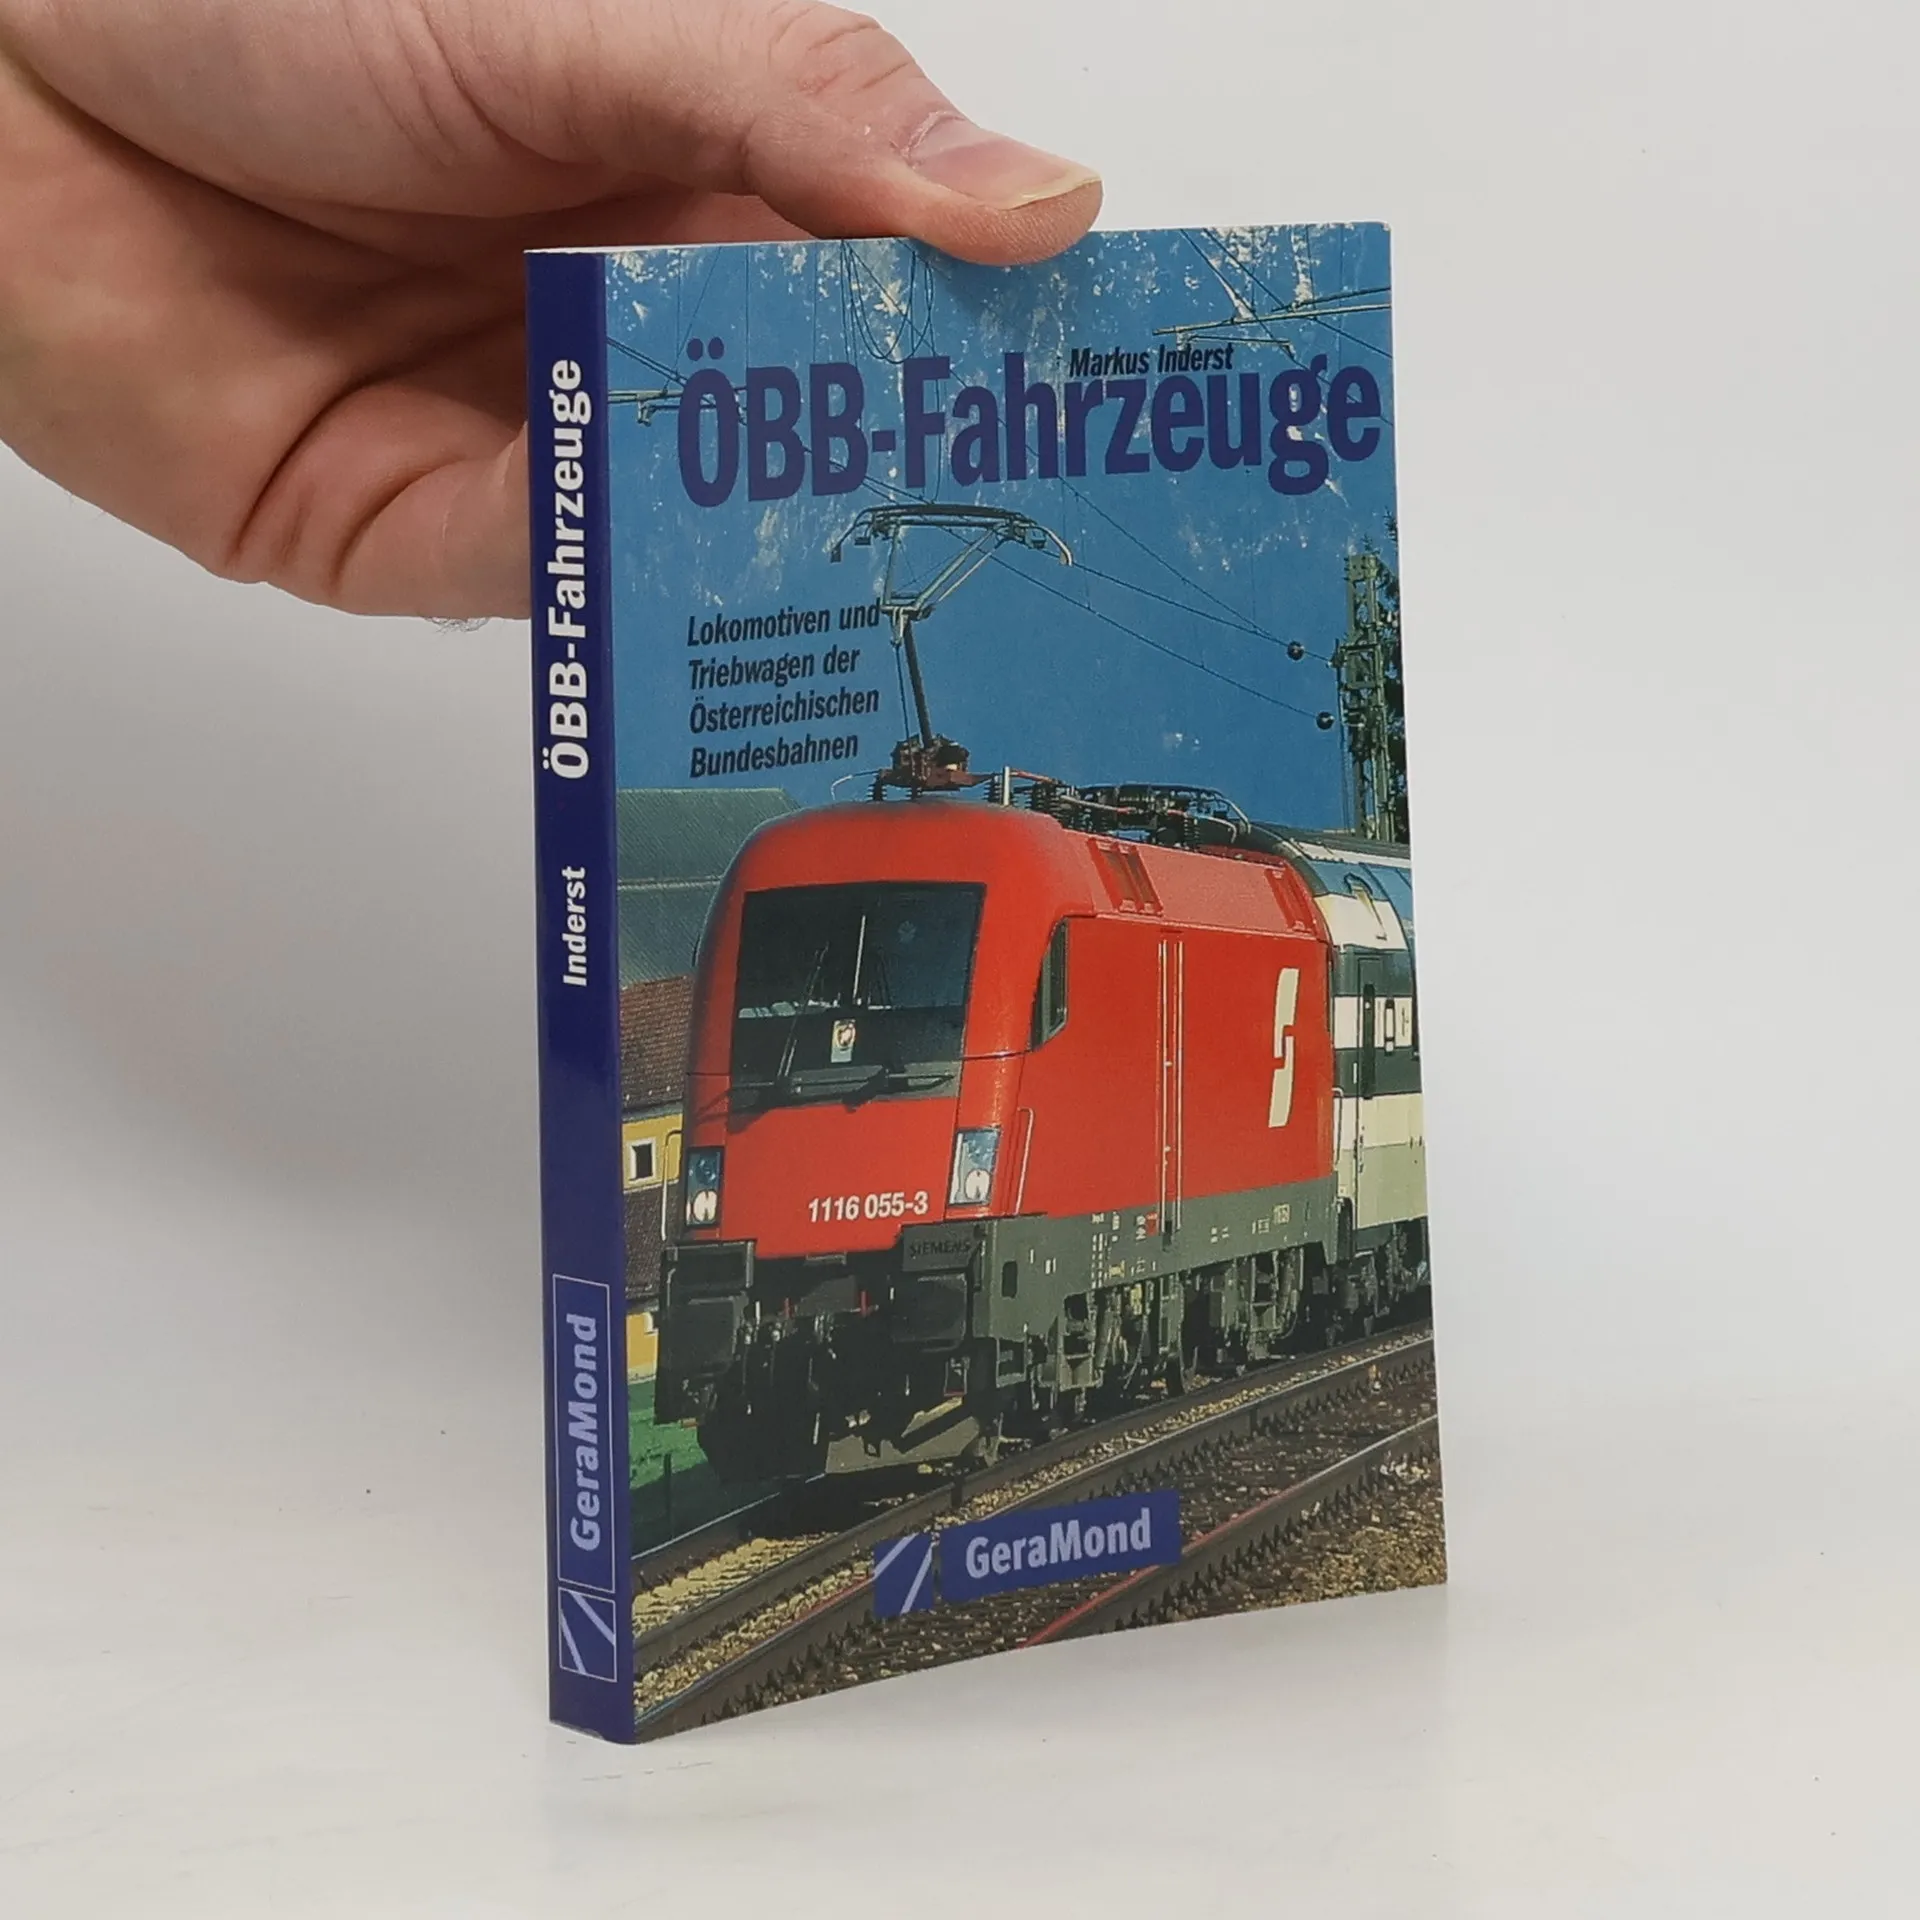 Markus Inderst
ÖBB-Fahrzeuge
Lokomotiven und
Triebwagen der
Österreichischen
Bundesbahnen
1116 055-3
SIEMENS
GeraMond
ÖBB-Fahrzeuge
Inderst
GeraMond